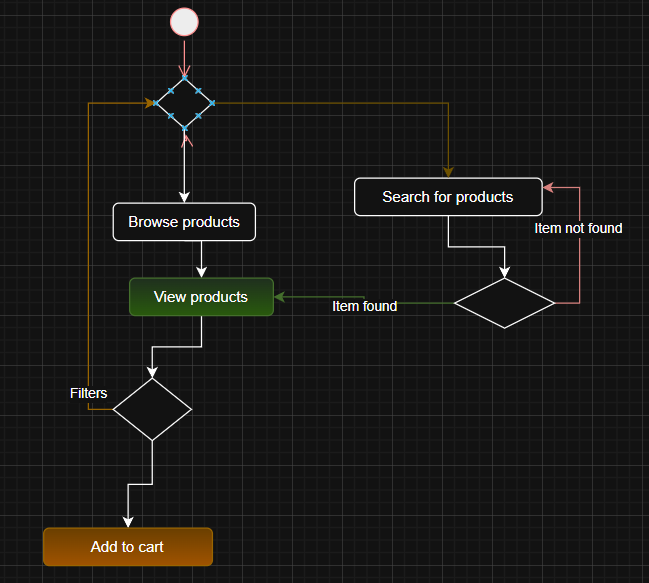 Search for products
Browse products
Item not found
View products
Item found
Filters
Add to cart